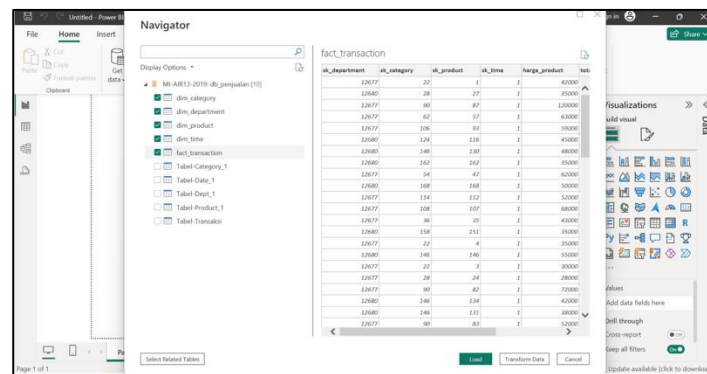 Untitled - Power BI
File Home Insert
Share
Cut
Copy
Format painter
Paste
Get
data
Clipboard
Navigator
Display Options
MI-AIR13-2019: db_penjualan [10]
dim_category
dim_department
dim_product
dim_time
fact_transaction
Tabel-Category_1
Tabel-Date_1
Tabel-Dept_1
Tabel-Product_1
Tabel-Transaksi
fact_transaction
sk_department sk_category sk_product sk_time harga_product
12677 22 1 1 42000
12680 28 27 1 35000
12677 90 87 1 120000
12677 62 57 1 63000
12677 106 93 1 59000
12680 124 116 1 45000
12680 146 130 1 48000
12680 162 162 1 35000
12677 54 47 1 62000
12680 168 168 1 50000
12677 114 112 1 52000
12677 108 107 1 68000
12677 36 35 1 43000
12680 158 151 1 35000
12677 22 4 1 35000
12680 146 146 1 55000
12677 22 3 1 30000
12677 28 24 1 28000
12677 90 82 1 72000
12680 146 134 1 42000
12680 146 131 1 38000
12677 90 83 1 52000
Select Related Tables
Load Transform Data Cancel
Visualizations
Build visual
Data
Values
Add data fields here
Drill through
Cross-report
Keep all filters
Page 1 of 1
Update available (click to download